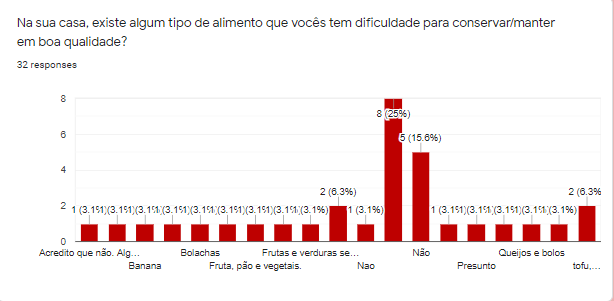 Na sua casa, existe algum tipo de alimento que vocês tem dificuldade para conservar/manter
em boa qualidade?
32 responses
8
6
4
2
0
8 (25%)
5 (15.6%)
2 (6.3%)
2 (6.3%
1 (3.1%)
1 (3.1%)
1 (3.1%)
Acredito que não. Alg…
Banana
Bolachas
Fruta, pão e vegetais.
Frutas e verduras se…
Nao
Não
Presunto
Queijos e bolos
tofu,…